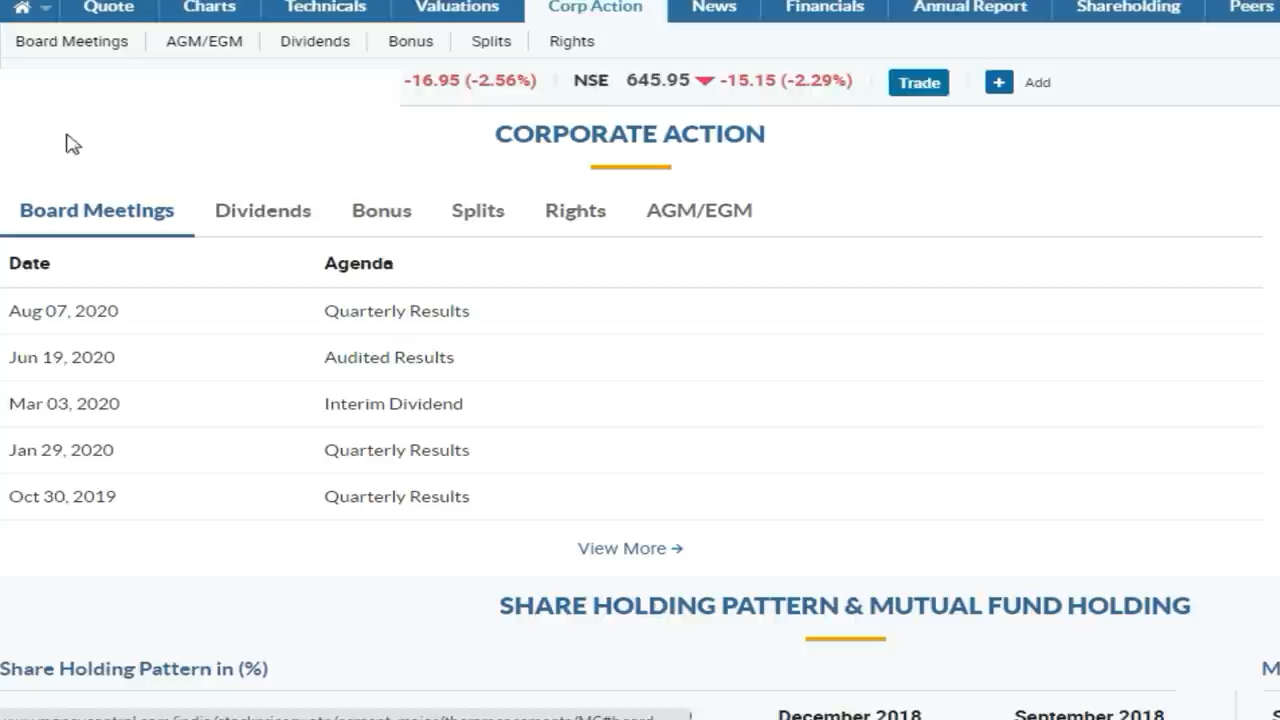 Quote Charts Technicals Valuations Corp Action News Financials Annual Report Shareholding Peers
Board Meetings AGM/EGM Dividends Bonus Splits Rights
-16.95 (-2.56%) NSE 645.95 -15.15 (-2.29%) Trade + Add
CORPORATE ACTION
Board Meetings Dividends Bonus Splits Rights AGM/EGM
Date Agenda
Aug 07, 2020 Quarterly Results
Jun 19, 2020 Audited Results
Mar 03, 2020 Interim Dividend
Jan 29, 2020 Quarterly Results
Oct 30, 2019 Quarterly Results
View More →
SHARE HOLDING PATTERN & MUTUAL FUND HOLDING
Share Holding Pattern in (%)
December 2018 September 2018